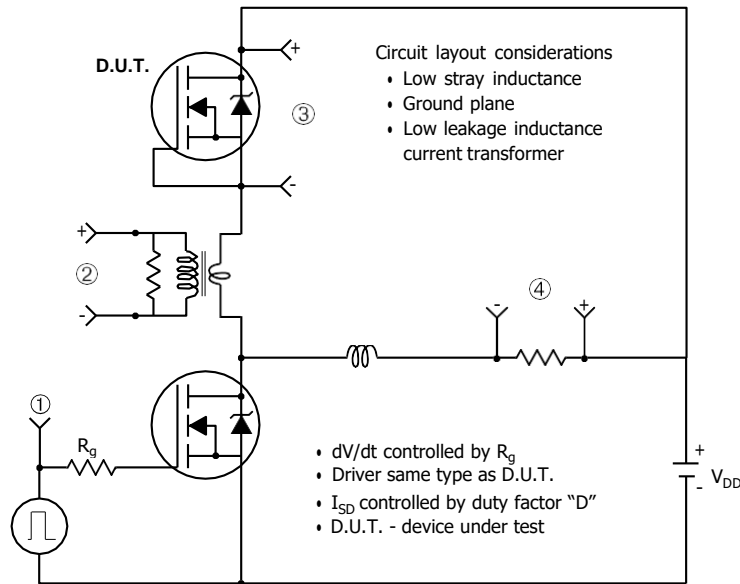 D.U.T.
+
Circuit layout considerations
• Low stray inductance
• Ground plane
• Low leakage inductance
current transformer
③
-
+
②
-
④
-
+
①
Rg
• dV/dt controlled by Rg
• Driver same type as D.U.T.
• ISD controlled by duty factor “D”
• D.U.T. - device under test
+
VDD
-